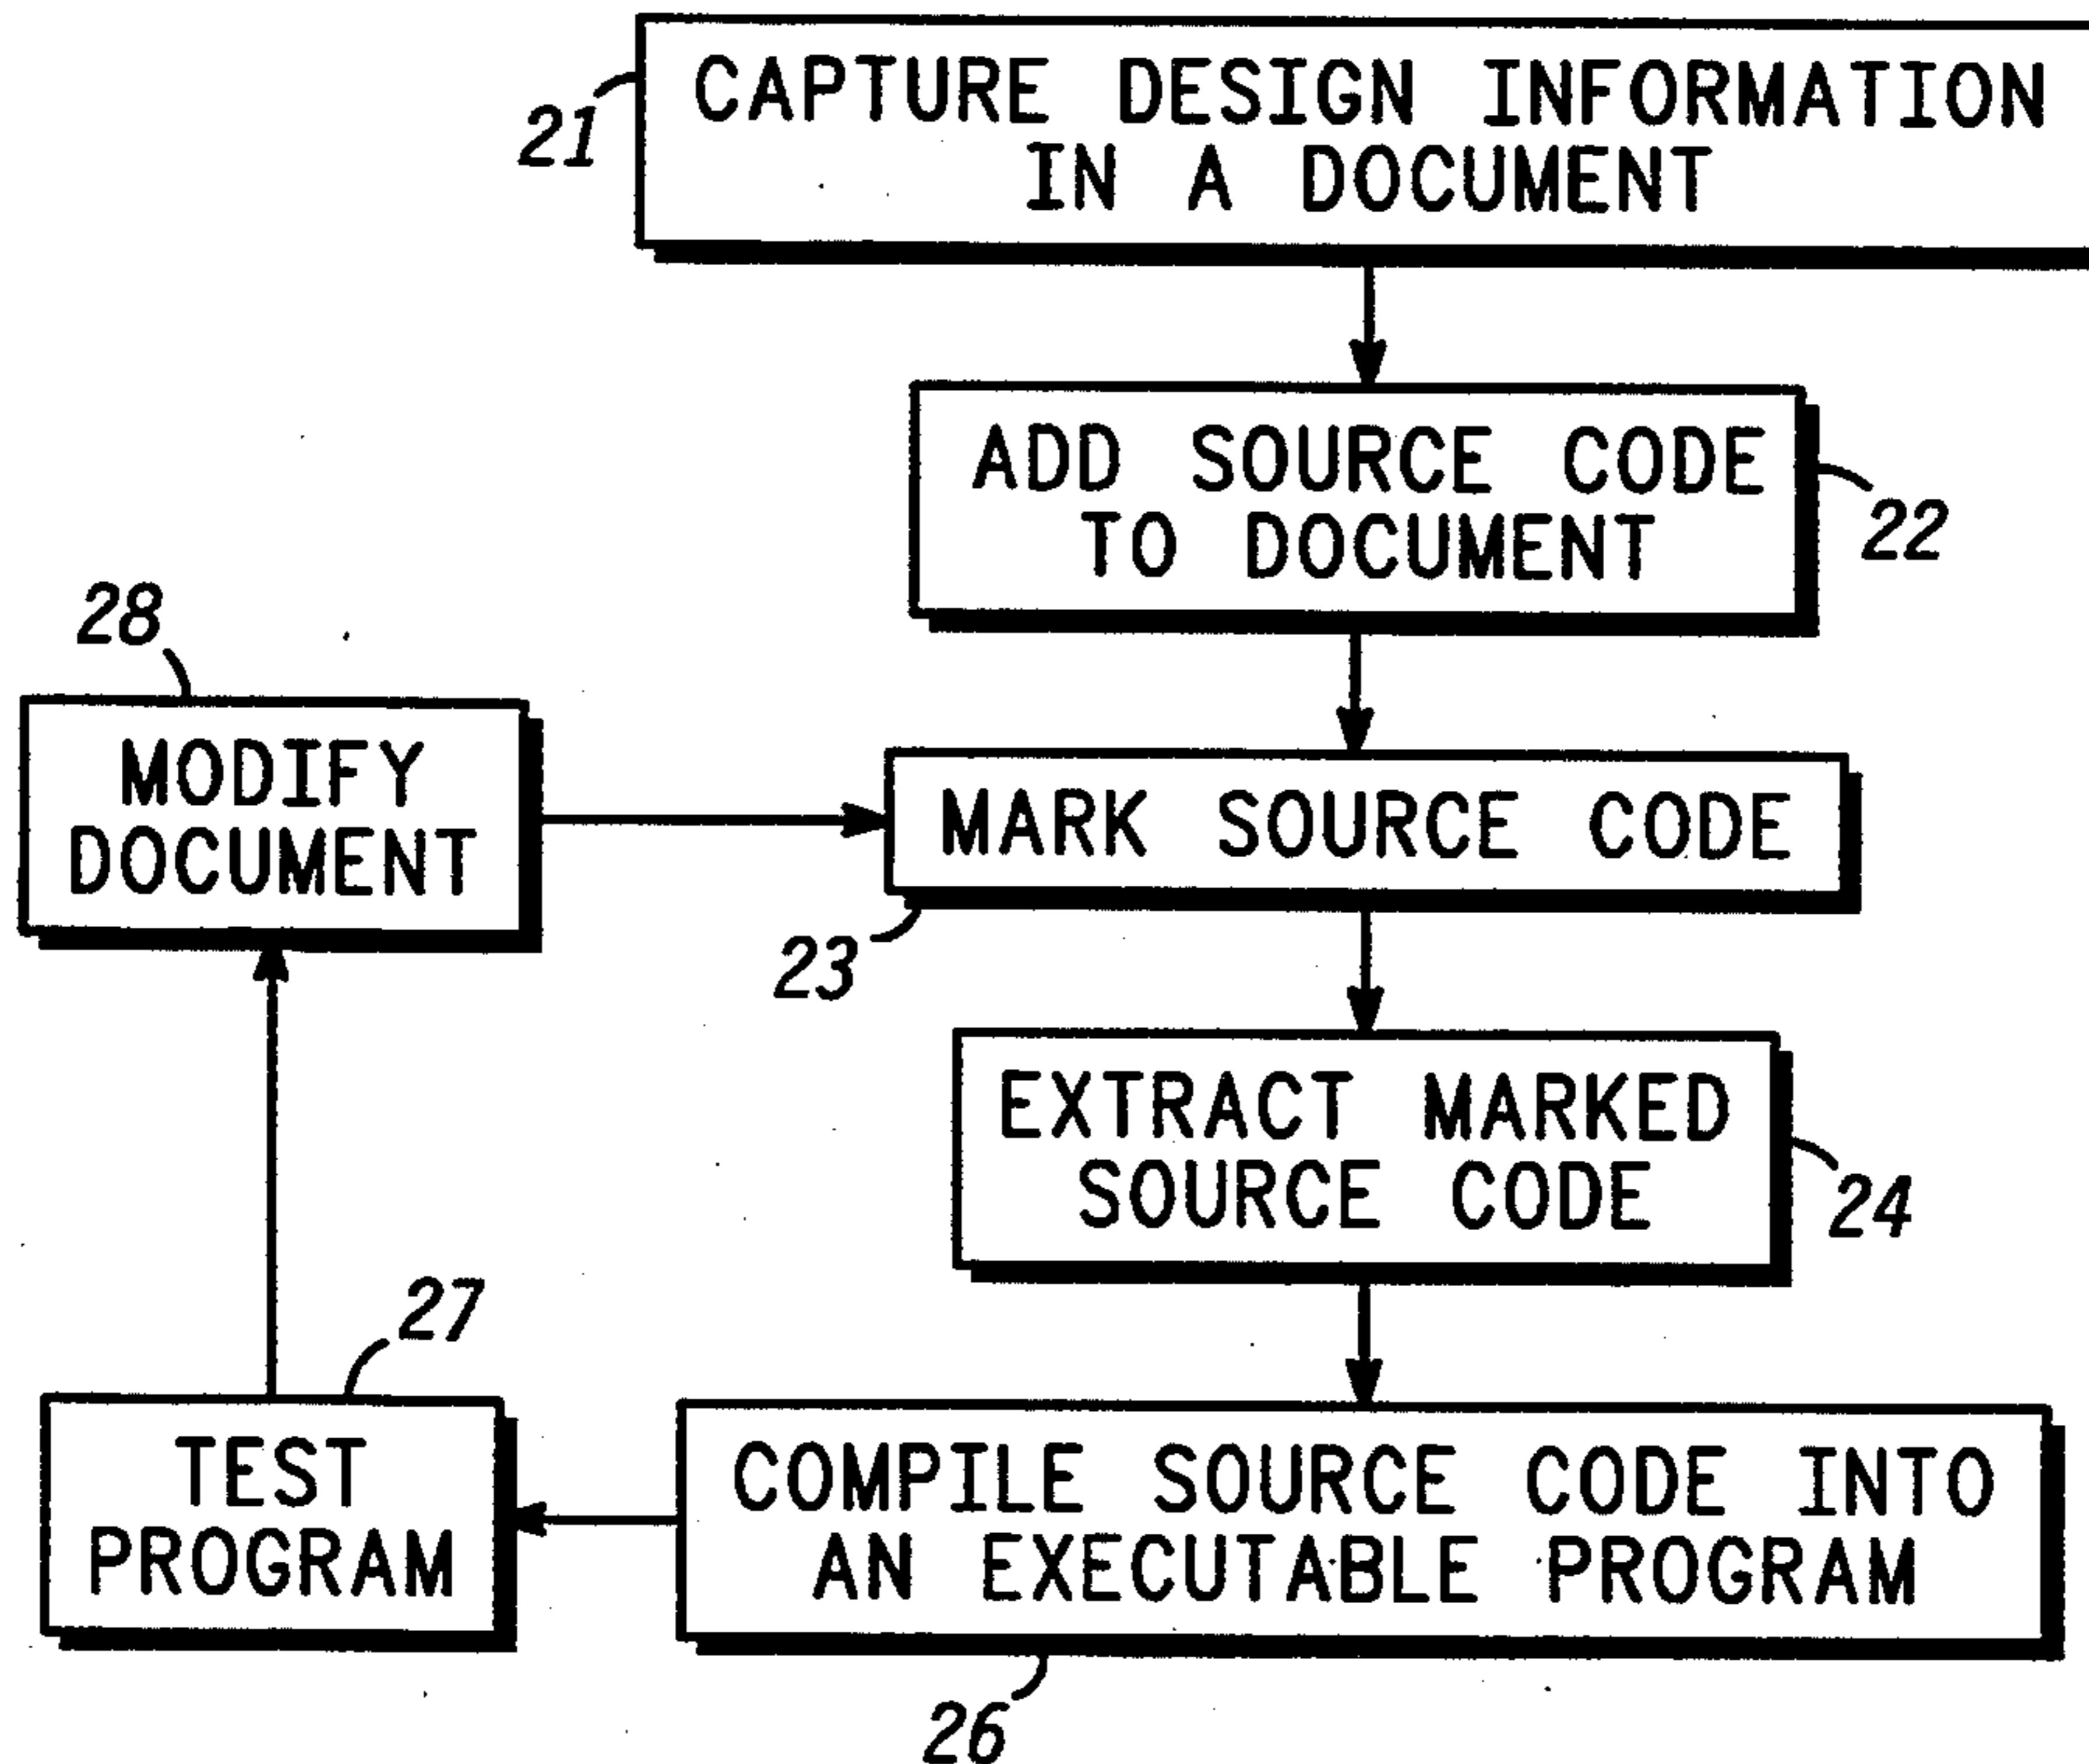 21
CAPTURE DESIGN INFORMATION
IN A DOCUMENT
ADD SOURCE CODE
TO DOCUMENT
22
28
MODIFY
DOCUMENT
MARK SOURCE CODE
23
EXTRACT MARKED
SOURCE CODE
24
27
TEST
PROGRAM
COMPILE SOURCE CODE INTO
AN EXECUTABLE PROGRAM
26